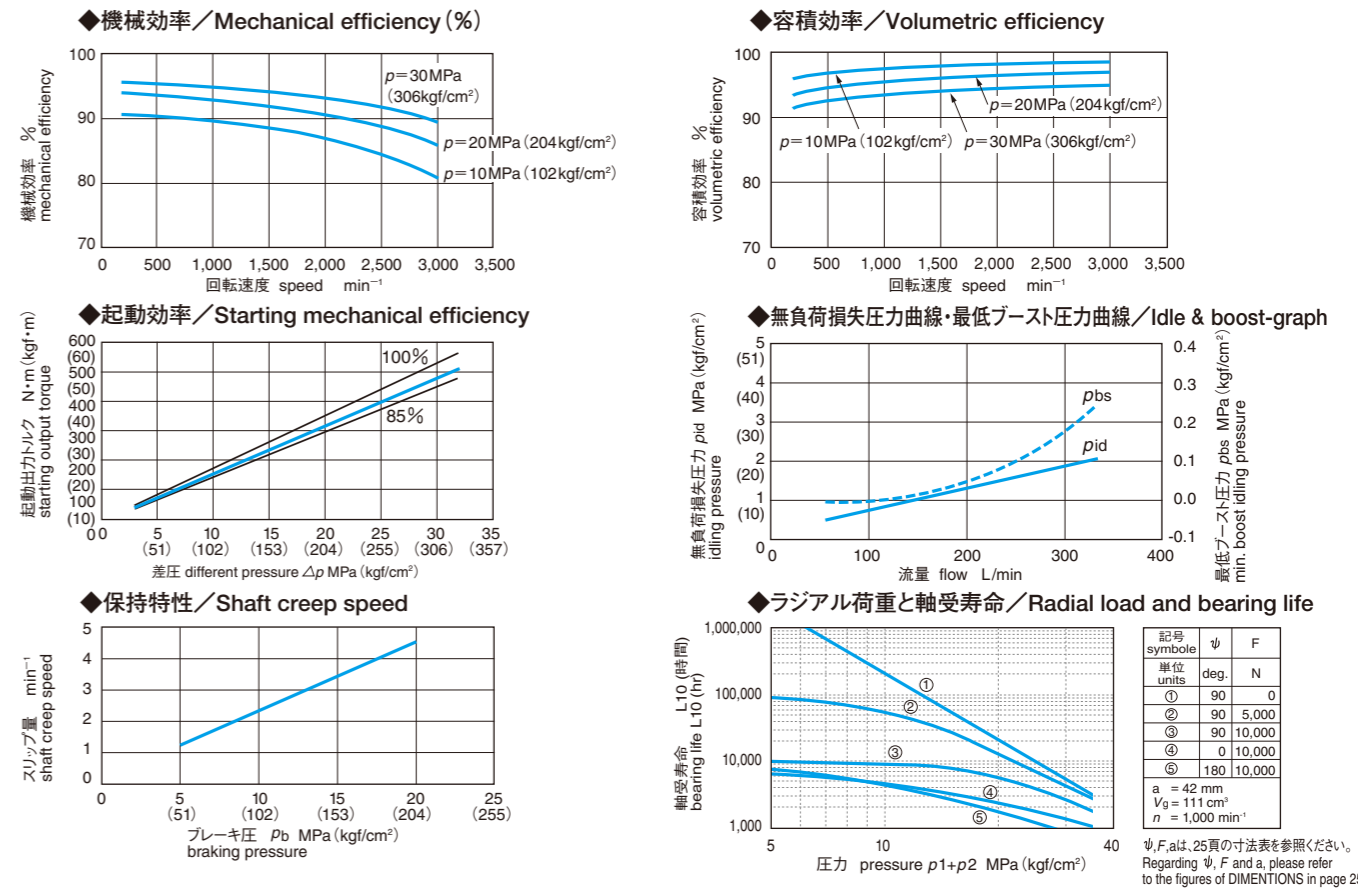 ◆機械効率／Mechanical efficiency(%)
100
90
80
70
機械効率 %
mechanical efficiency
p＝30MPa
(306kgf/cm²)
p＝20MPa(204kgf/cm²)
p＝10MPa(102kgf/cm²)
0 500 1,000 1,500 2,000 2,500 3,000 3,500
回転速度 speed min⁻¹
◆容積効率／Volumetric efficiency
100
90
80
70
容積効率 %
volumetric efficiency
p＝20MPa(204kgf/cm²)
p＝10MPa(102kgf/cm²) p＝30MPa(306kgf/cm²)
0 500 1,000 1,500 2,000 2,500 3,000 3,500
回転速度 speed min⁻¹
◆起動効率／Starting mechanical efficiency
起動出力トルク N・m(kgf・m)
starting output torque
600
(60)
500
(50)
400
(40)
300
(30)
200
(20)
100
(10)
0
100%
85%
0 5 10 15 20 25 30 35
(51) (102) (153) (204) (255) (306) (357)
差圧 different pressure △p MPa(kgf/cm²)
◆無負荷損失圧力曲線・最低ブースト圧力曲線／Idle & boost-graph
無負荷損失圧力 pid MPa(kgf/cm²)
idling pressure
5
(51)
4
(40)
3
(30)
2
(20)
1
(10)
0
pbs
pid
0.4
0.3
0.2
0.1
0.0
-0.1
最低ブースト圧力 pbs MPa(kgf/cm²)
min. boost idling pressure
0 100 200 300 400
流量 flow L/min
◆保持特性／Shaft creep speed
スリップ量 min⁻¹
shaft creep speed
5
4
3
2
1
0
0 5 10 15 20 25
(51) (102) (153) (204) (255)
ブレーキ圧 pb MPa(kgf/cm²)
braking pressure
◆ラジアル荷重と軸受寿命／Radial load and bearing life
軸受寿命 L10(時間)
bearing life L10(hr)
1,000,000
100,000
10,000
1,000
①
②
③
④
⑤
5 10 40
圧力 pressure p1+p2 MPa(kgf/cm²)
記号 symbole ψ F
単位 units deg. N
① 90 0
② 90 5,000
③ 90 10,000
④ 0 10,000
⑤ 180 10,000
a = 42 mm
Vg = 111 cm³
n = 1,000 min⁻¹
ψ,F,aは、25頁の寸法表を参照ください。
Regarding ψ, F and a, please refer
to the figures of DIMENTIONS in page 25